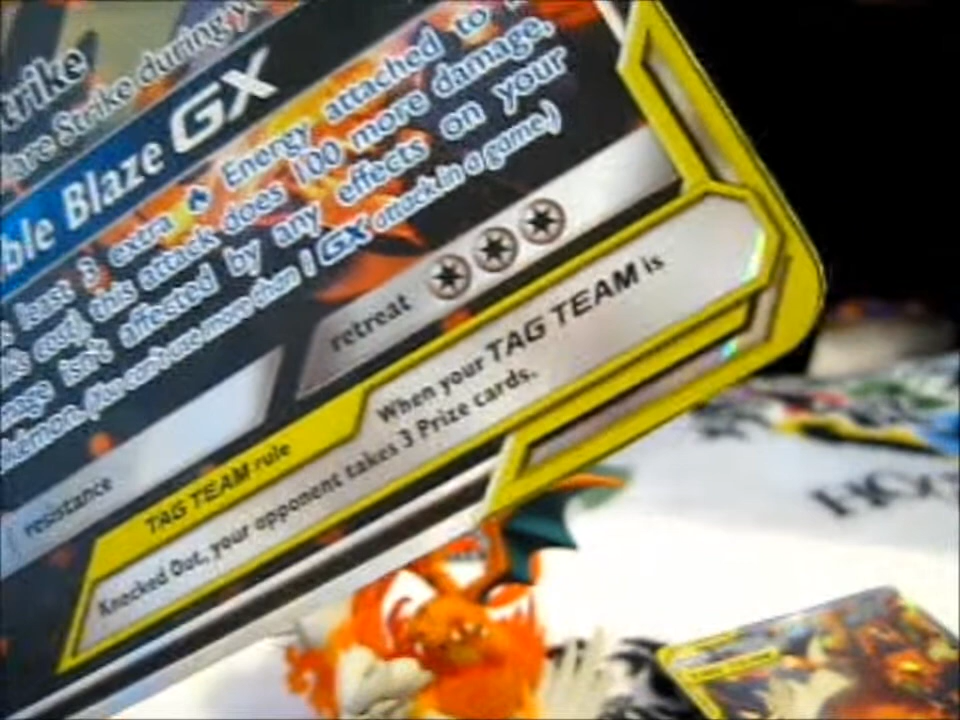 trike
are Strike during y
ble Blaze GX
least 3 extra Energy attached to
cost), this attack does 100 more damage,
mage isn't affected by any effects on your
okémon. (You can't use more than 1 GX attack in a game.)
retreat
resistance
TAG TEAM rule
When your TAG TEAM is
Knocked Out, your opponent takes 3 Prize cards.